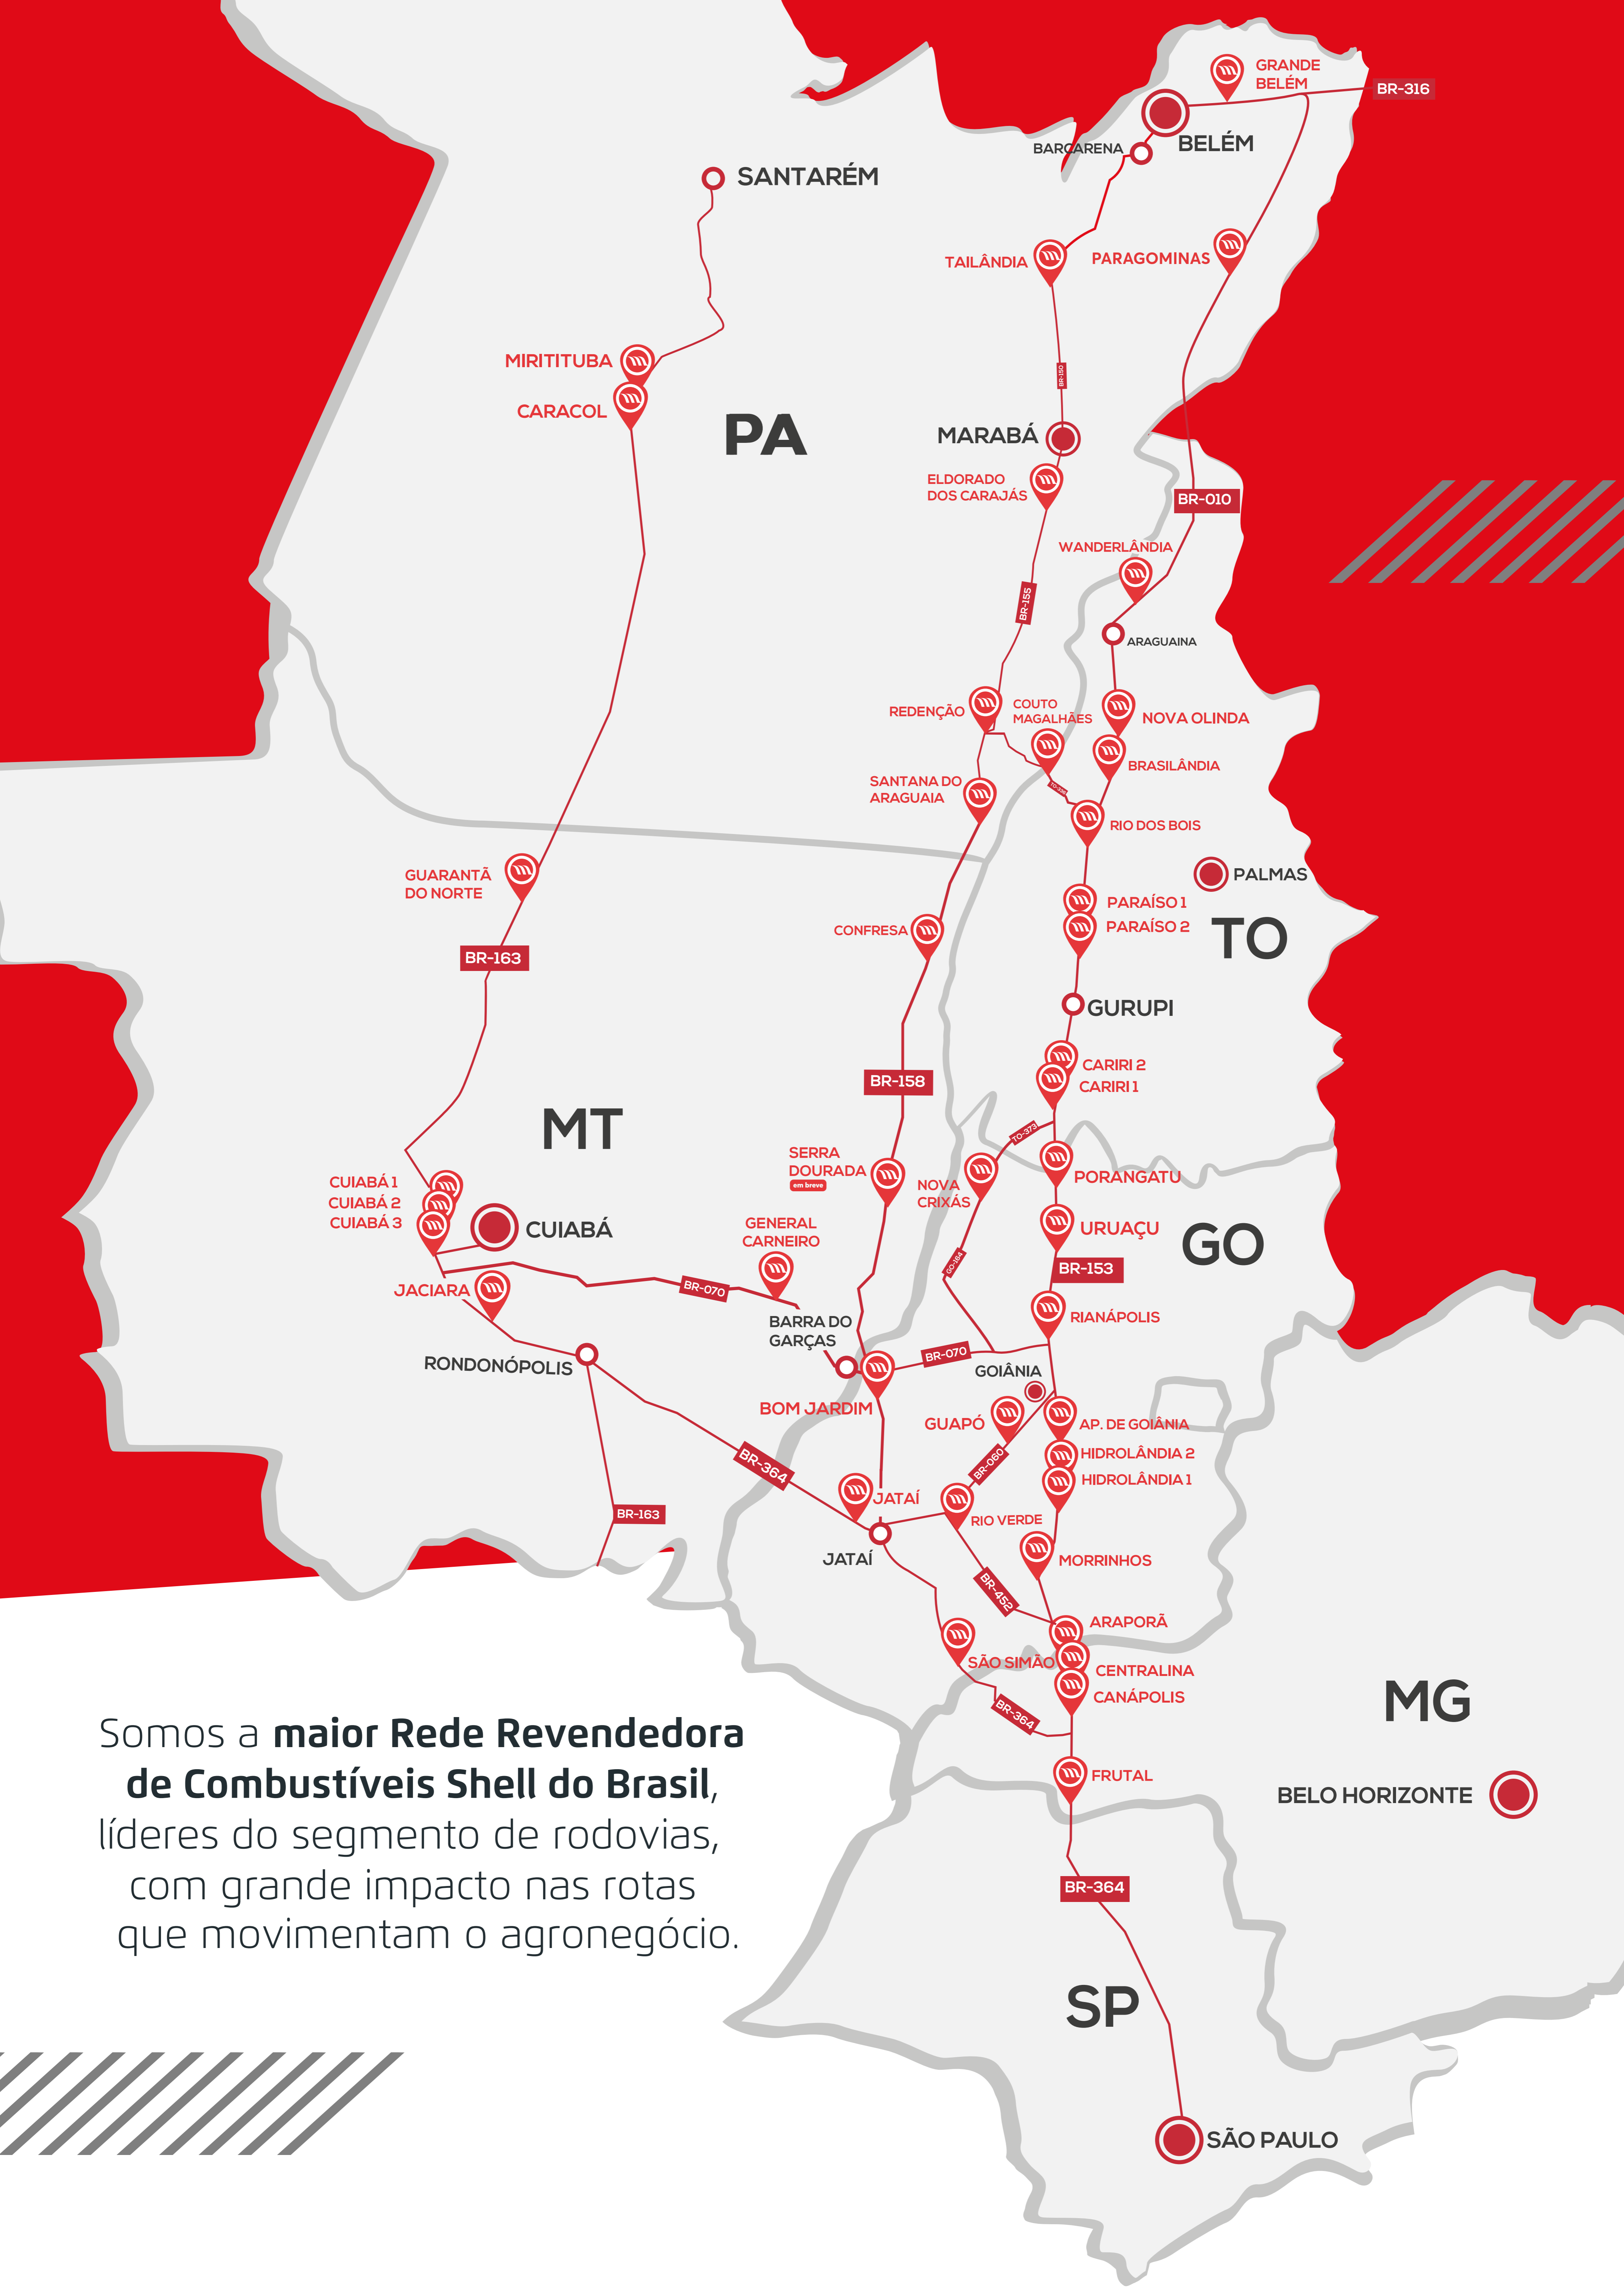 GRANDE
BELÉM
BR-316
BELÉM
BARCARENA
SANTARÉM
TAILÂNDIA
PARAGOMINAS
MIRITITUBA
CARACOL
BR-150
PA
MARABÁ
ELDORADO
DOS CARAJÁS
BR-010
WANDERLÂNDIA
BR-155
ARAGUAINA
REDENÇÃO
COUTO
MAGALHÃES
NOVA OLINDA
BRASILÂNDIA
SANTANA DO
ARAGUAIA
RIO DOS BOIS
GUARANTÃ
DO NORTE
PALMAS
PARAÍSO 1
PARAÍSO 2
TO
CONFRESA
BR-163
GURUPI
CARIRI 2
CARIRI 1
BR-158
MT
TO-373
SERRA
DOURADA
em breve
NOVA
CRIXÁS
PORANGATU
CUIABÁ 1
CUIABÁ 2
CUIABÁ 3
CUIABÁ
GENERAL
CARNEIRO
URUAÇU
GO
GO-164
BR-153
JACIARA
BR-070
RIANÁPOLIS
BARRA DO
GARÇAS
BR-070
RONDONÓPOLIS
GOIÂNIA
BOM JARDIM
GUAPÓ
AP. DE GOIÂNIA
HIDROLÂNDIA 2
HIDROLÂNDIA 1
BR-364
BR-060
JATAÍ
RIO VERDE
BR-163
JATAÍ
MORRINHOS
BR-452
ARAPORÃ
SÃO SIMÃO
CENTRALINA
CANÁPOLIS
MG
BR-364
FRUTAL
BELO HORIZONTE
Somos a maior Rede Revendedora
de Combustíveis Shell do Brasil,
líderes do segmento de rodovias,
com grande impacto nas rotas
que movimentam o agronegócio.
BR-364
SP
SÃO PAULO